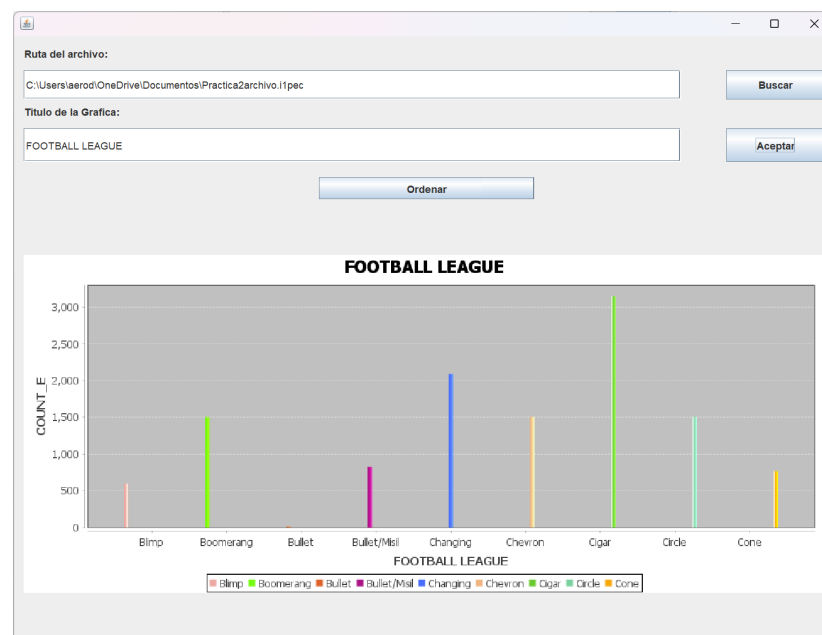 Ruta del archivo:
C:\Users\aerod\OneDrive\Documentos\Practica2archivo.i1pec
Buscar
Titulo de la Grafica:
FOOTBALL LEAGUE
Aceptar
Ordenar
FOOTBALL LEAGUE
3,000
2,500
2,000
1,500
1,000
500
0
COUNT_E
Blimp Boomerang Bullet Bullet/Misil Changing Chevron Cigar Circle Cone
FOOTBALL LEAGUE
Blimp Boomerang Bullet Bullet/Misil Changing Chevron Cigar Circle Cone